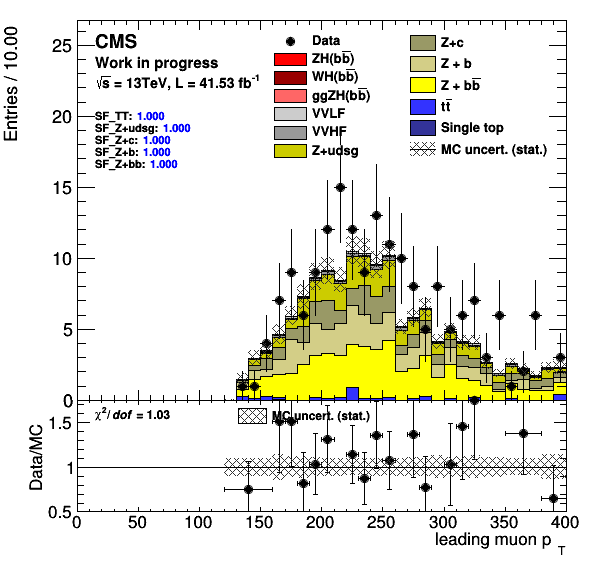 CMS
Work in progress
√s = 13TeV, L = 41.53 fb⁻¹
SF_TT: 1.000
SF_Z+udsg: 1.000
SF_Z+c: 1.000
SF_Z+b: 1.000
SF_Z+bb: 1.000
Data
ZH(bb̅)
WH(bb̅)
ggZH(bb̅)
VVLF
VVHF
Z+udsg
Z+c
Z + b
Z + bb̅
tt̅
Single top
MC uncert. (stat.)
Entries / 10.00
25
20
15
10
5
0
χ²/dof = 1.03
MC uncert. (stat.)
Data/MC
1.5
1
0.5
0 50 100 150 200 250 300 350 400
leading muon p_T